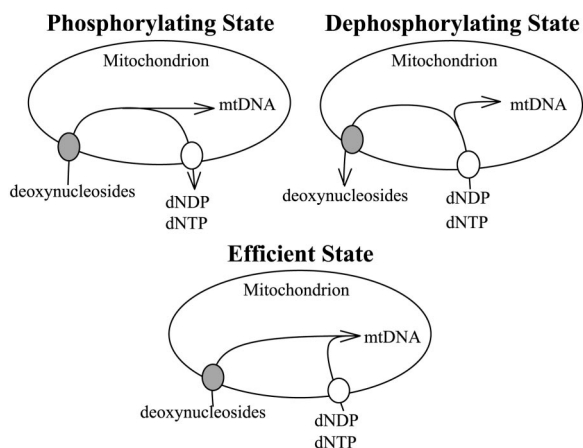 Phosphorylating State
Mitochondrion
mtDNA
deoxynucleosides
dNDP
dNTP
Dephosphorylating State
Mitochondrion
mtDNA
deoxynucleosides
dNDP
dNTP
Efficient State
Mitochondrion
mtDNA
deoxynucleosides
dNDP
dNTP